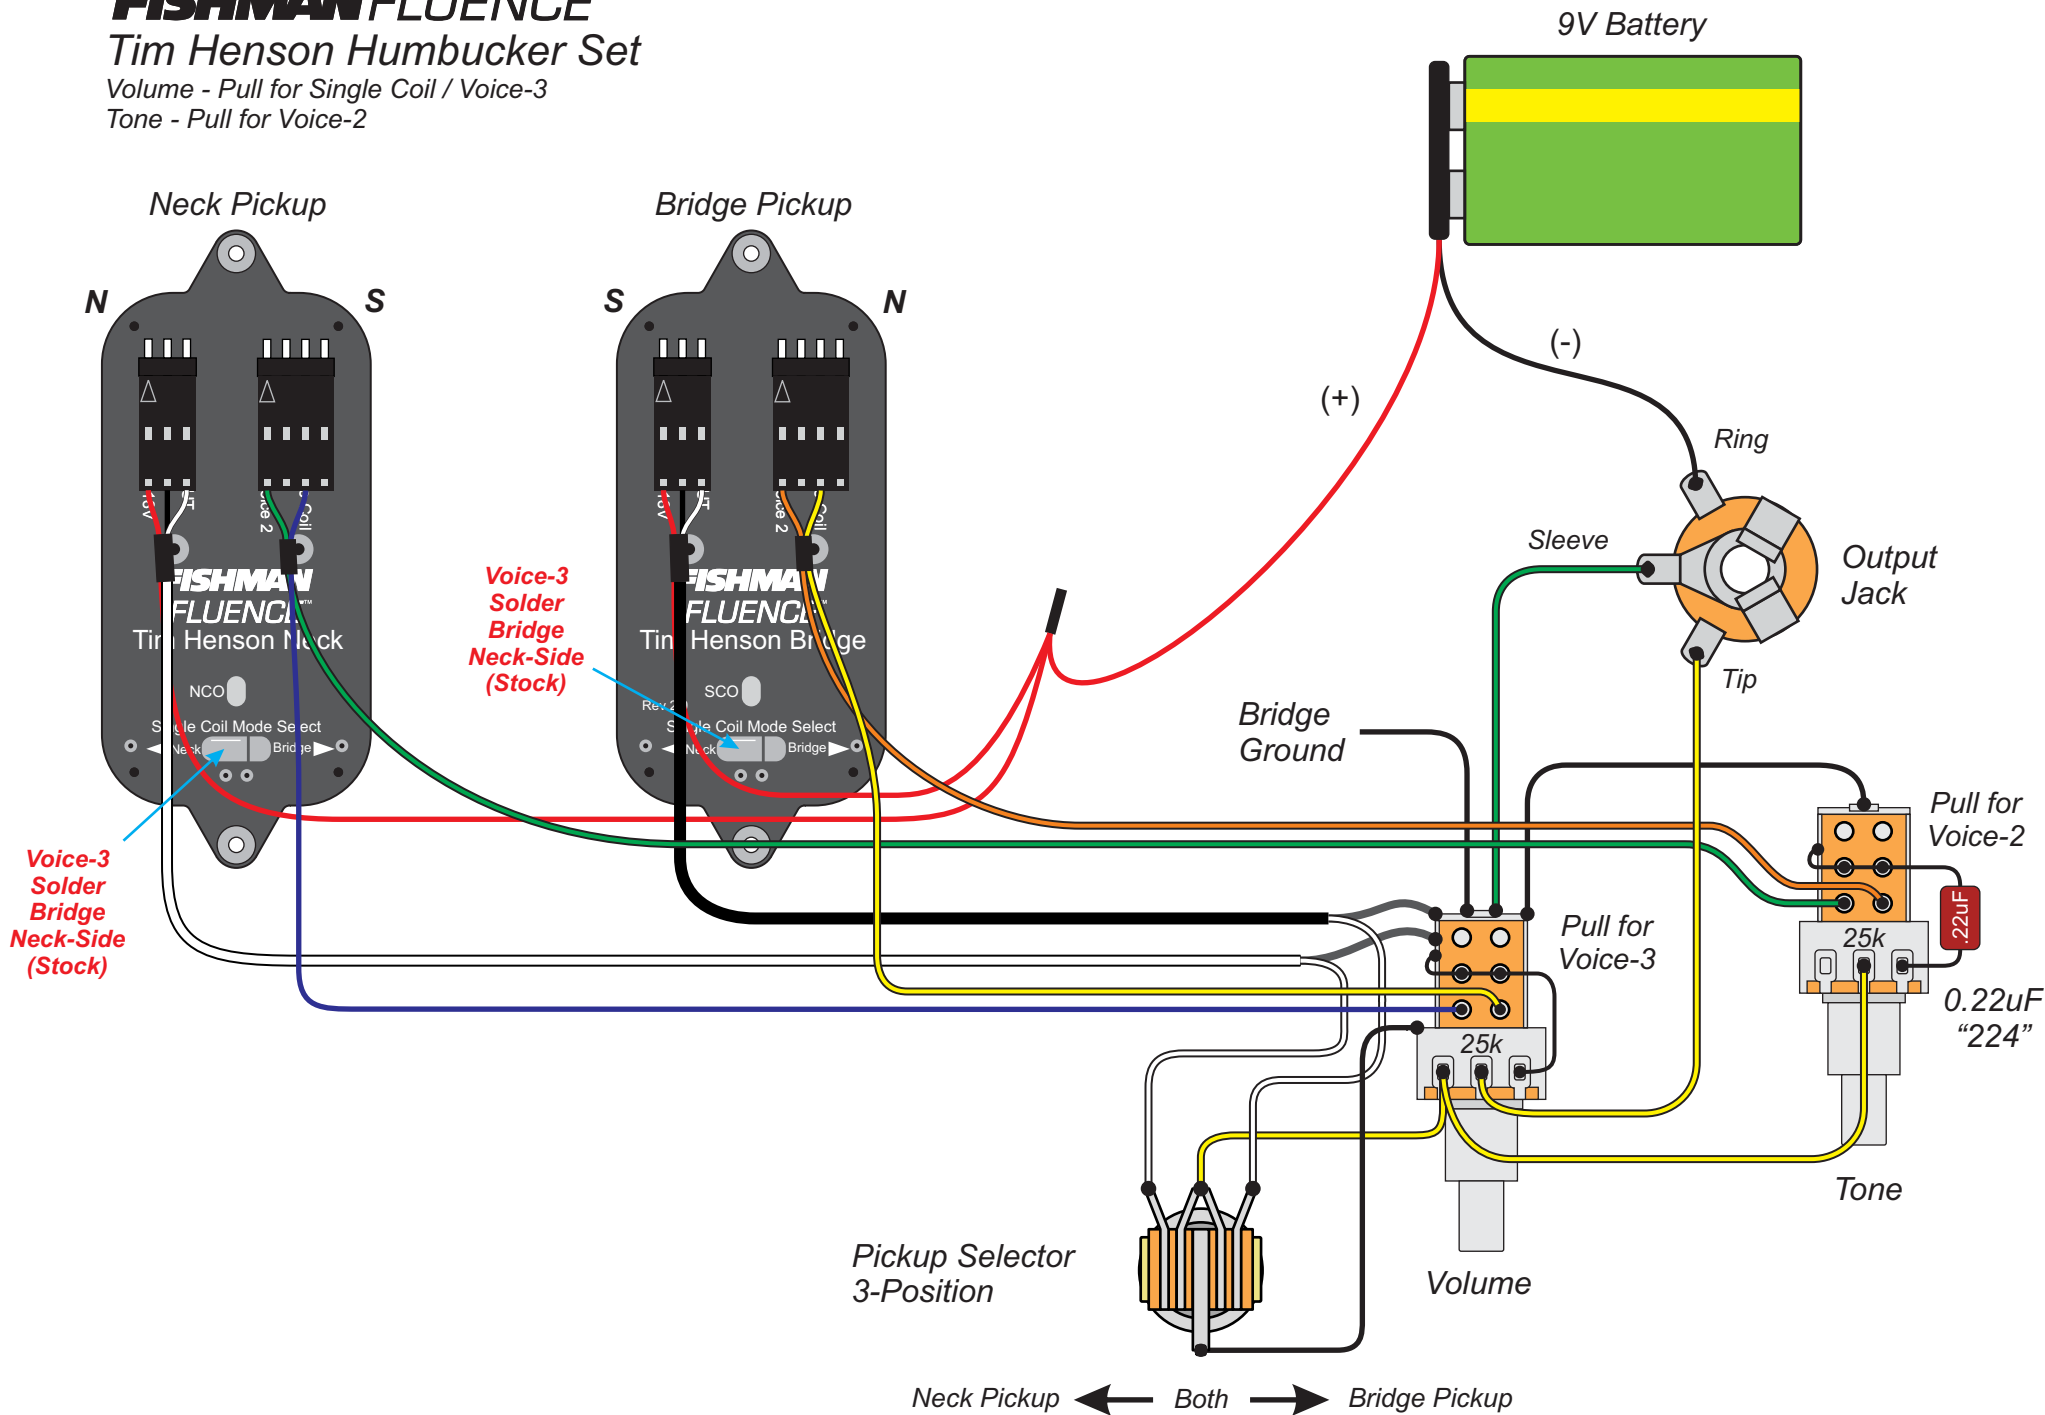 FISHMAN FLUENCE
Tim Henson Humbucker Set
Volume - Pull for Single Coil / Voice-3
Tone - Pull for Voice-2
9V Battery
Neck Pickup
Bridge Pickup
N
S
S
N
(-)
(+)
Ring
Sleeve
Output
Jack
Tip
FISHMAN
FLUENCE™
Tim Henson Neck
NCO
Single Coil Mode Select
Neck
Bridge
Voice-3
Solder
Bridge
Neck-Side
(Stock)
FISHMAN
FLUENCE
Tim Henson Bridge
SCO
Single Coil Mode Select
Neck
Bridge
Voice-3
Solder
Bridge
Neck-Side
(Stock)
Bridge
Ground
Pull for
Voice-2
.22uF
25k
0.22uF
“224”
Tone
Pull for
Voice-3
25k
Volume
Pickup Selector
3-Position
Neck Pickup
Both
Bridge Pickup